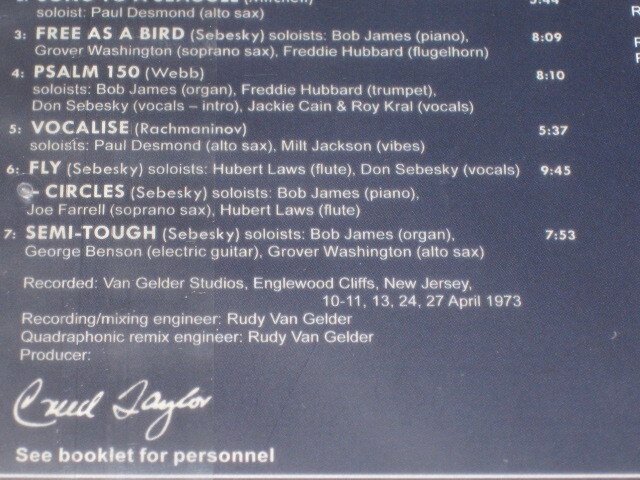 SONG TO A SEAGULL (Mitchell) 5:44
soloist: Paul Desmond (alto sax)
3: FREE AS A BIRD (Sebesky) soloists: Bob James (piano), 8:09
Grover Washington (soprano sax), Freddie Hubbard (flugelhorn)
4: PSALM 150 (Webb) 8:10
soloists: Bob James (organ), Freddie Hubbard (trumpet),
Don Sebesky (vocals – intro), Jackie Cain & Roy Kral (vocals)
5: VOCALISE (Rachmaninov) 5:37
soloists: Paul Desmond (alto sax), Milt Jackson (vibes)
6: FLY (Sebesky) soloists: Hubert Laws (flute), Don Sebesky (vocals) 9:45
- CIRCLES (Sebesky) soloists: Bob James (piano),
Joe Farrell (soprano sax), Hubert Laws (flute)
7: SEMI-TOUGH (Sebesky) soloists: Bob James (organ), 7:53
George Benson (electric guitar), Grover Washington (alto sax)
Recorded: Van Gelder Studios, Englewood Cliffs, New Jersey,
10-11, 13, 24, 27 April 1973
Recording/mixing engineer: Rudy Van Gelder
Quadraphonic remix engineer: Rudy Van Gelder
Producer:
Creed Taylor
See booklet for personnel